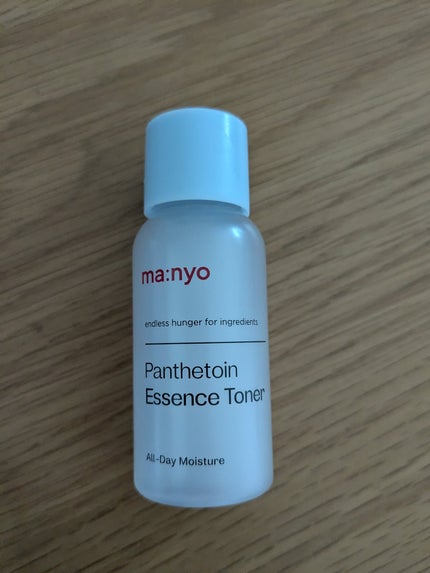 ma:nyo
endless hunger for ingredients
Panthetoin
Essence Toner
All-Day Moisture